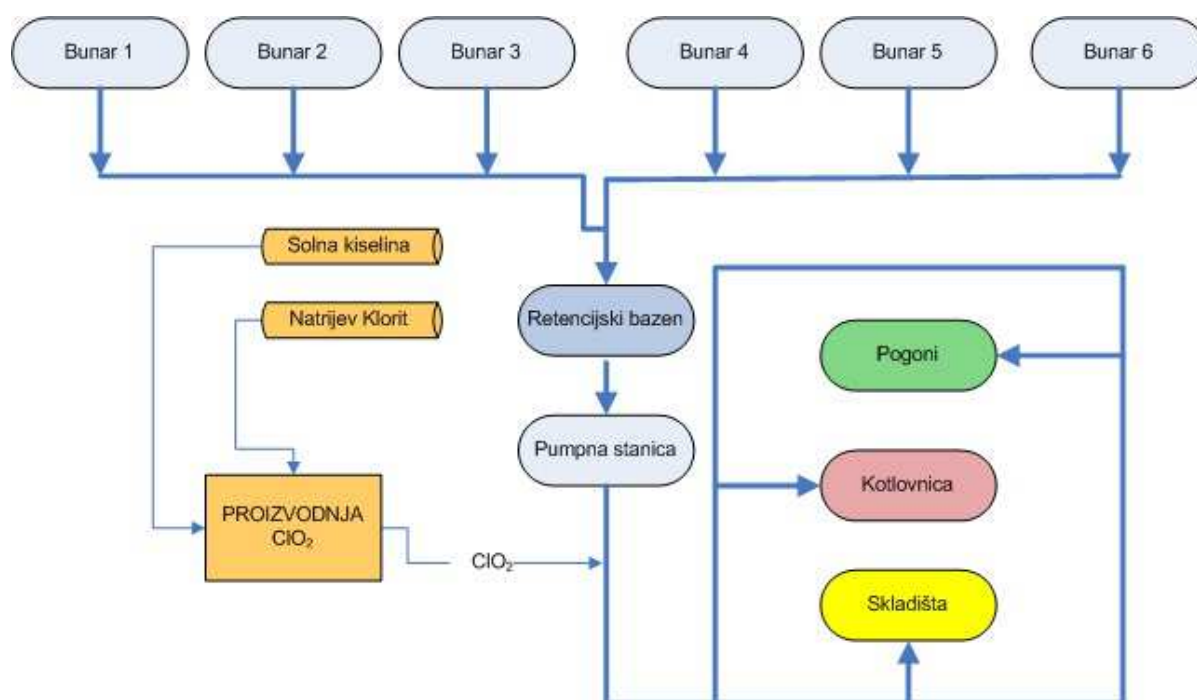 Bunar 1
Bunar 2
Bunar 3
Bunar 4
Bunar 5
Bunar 6
Solna kiselina
Natrijev Klorit
Retencijski bazen
Pogoni
Pumpna stanica
Kotlovnica
PROIZVODNJA
ClO₂
ClO₂
Skladišta